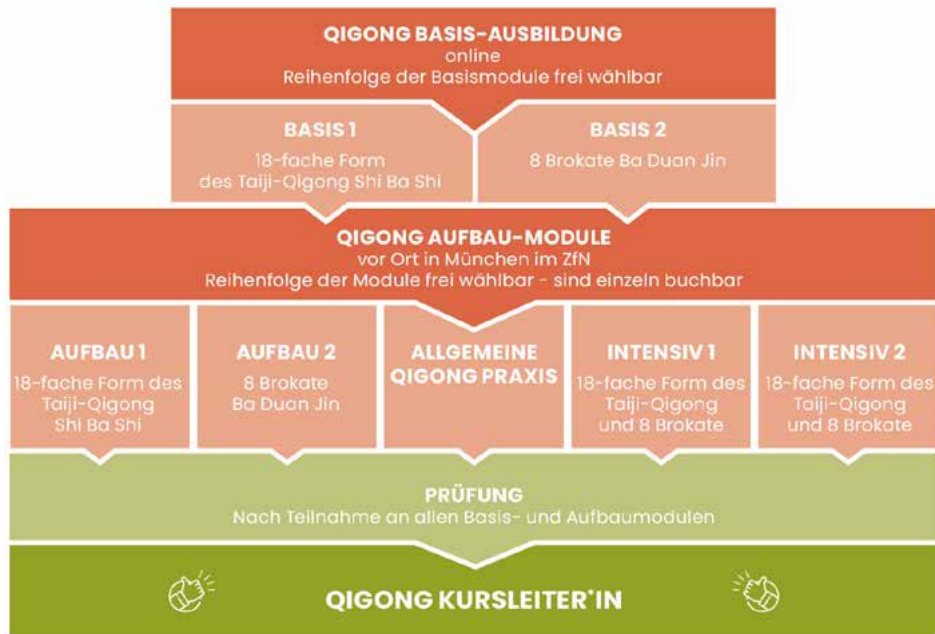 QIGONG BASIS-AUSBILDUNG
online
Reihenfolge der Basismodule frei wählbar
BASIS 1
18-fache Form
des Taiji-Qigong Shi Ba Shi
BASIS 2
8 Brokate Ba Duan Jin
QIGONG AUFBAU-MODULE
vor Ort in München im ZfN
Reihenfolge der Module frei wählbar - sind einzeln buchbar
AUFBAU 1
18-fache Form des
Taiji-Qigong
Shi Ba Shi
AUFBAU 2
8 Brokate
Ba Duan Jin
ALLGEMEINE
QIGONG PRAXIS
INTENSIV 1
18-fache Form des
Taiji-Qigong
und 8 Brokate
INTENSIV 2
18-fache Form des
Taiji-Qigong
und 8 Brokate
PRÜFUNG
Nach Teilnahme an allen Basis- und Aufbaumodulen
QIGONG KURSLEITER*IN